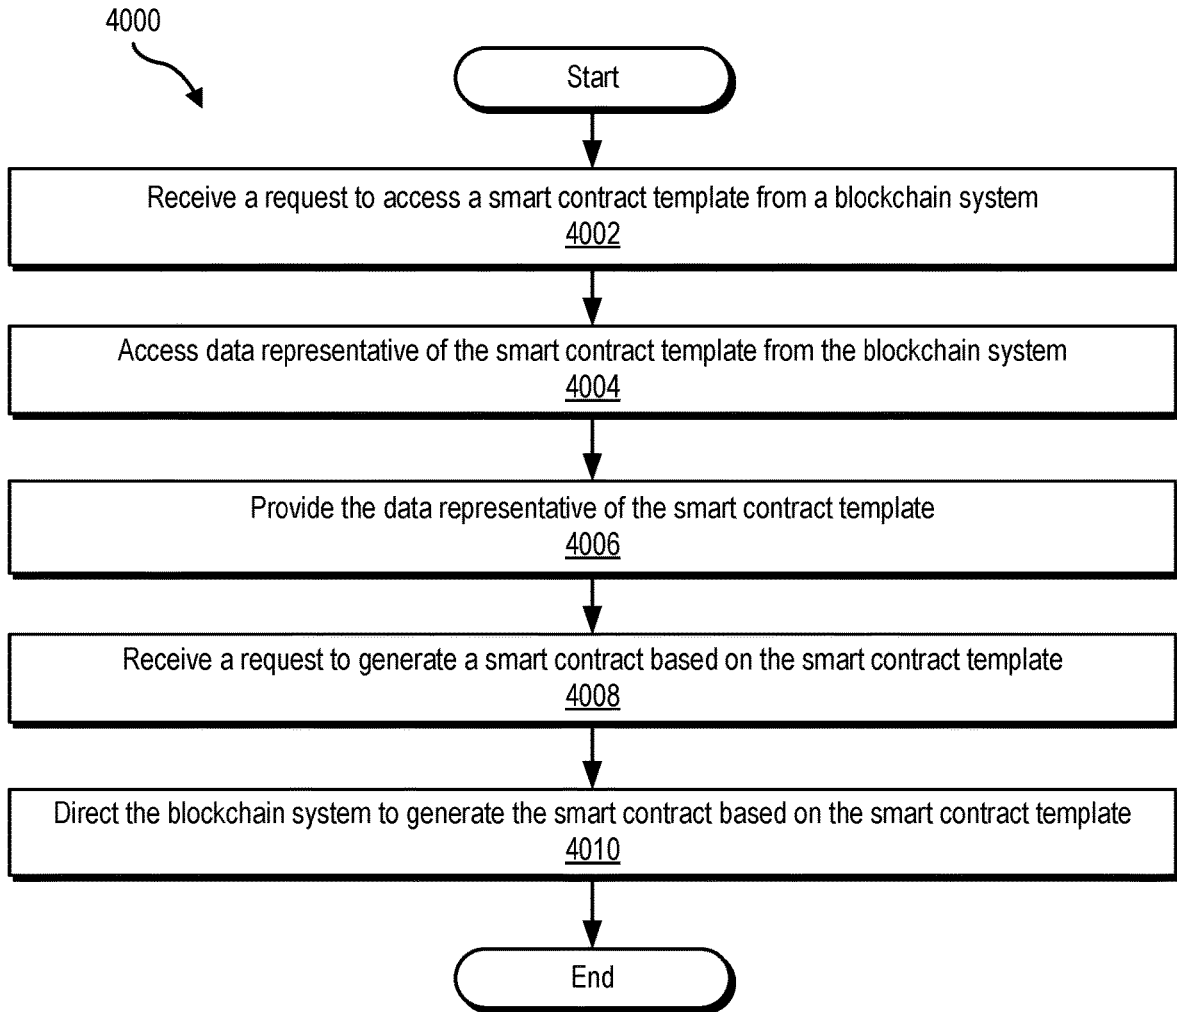 4000
Start
Receive a request to access a smart contract template from a blockchain system
4002
Access data representative of the smart contract template from the blockchain system
4004
Provide the data representative of the smart contract template
4006
Receive a request to generate a smart contract based on the smart contract template
4008
Direct the blockchain system to generate the smart contract based on the smart contract template
4010
End